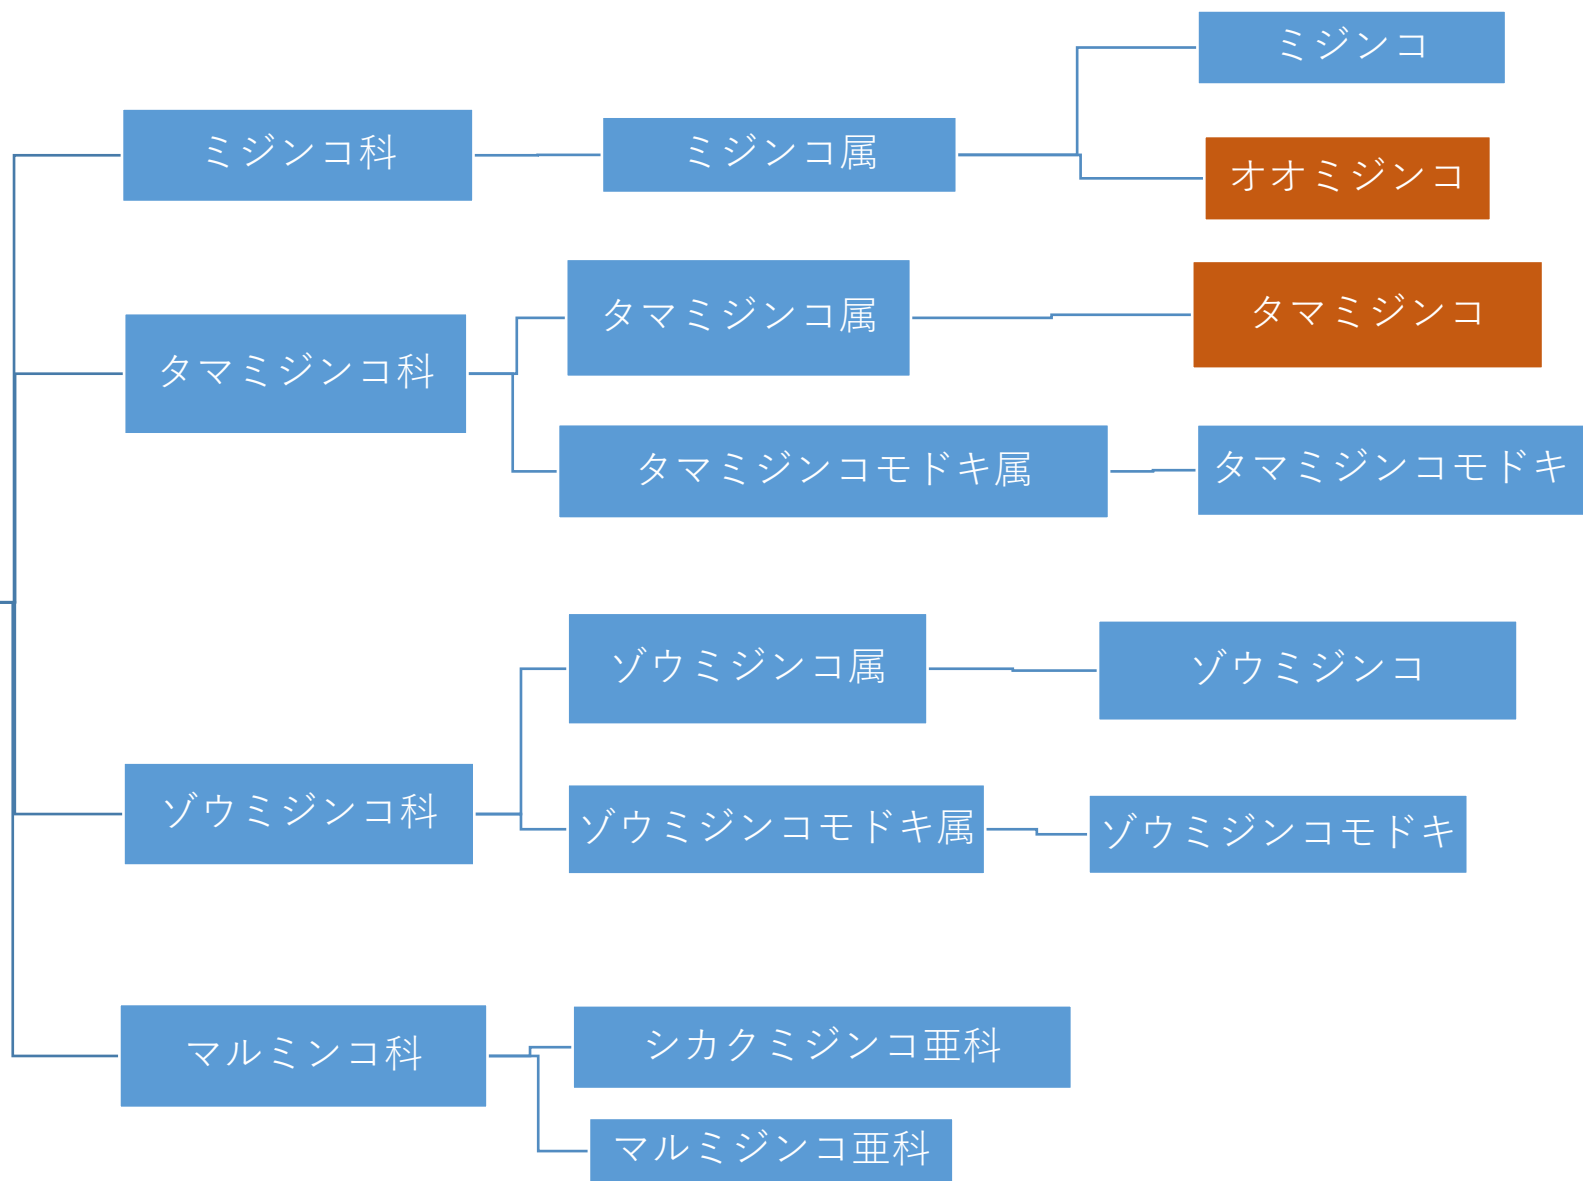 ミジンコ科
ミジンコ属
ミジンコ
オオミジンコ
タマミジンコ科
タマミジンコ属
タマミジンコ
タマミジンコモドキ属
タマミジンコモドキ
ゾウミジンコ科
ゾウミジンコ属
ゾウミジンコ
ゾウミジンコモドキ属
ゾウミジンコモドキ
マルミンコ科
シカクミジンコ亜科
マルミジンコ亜科